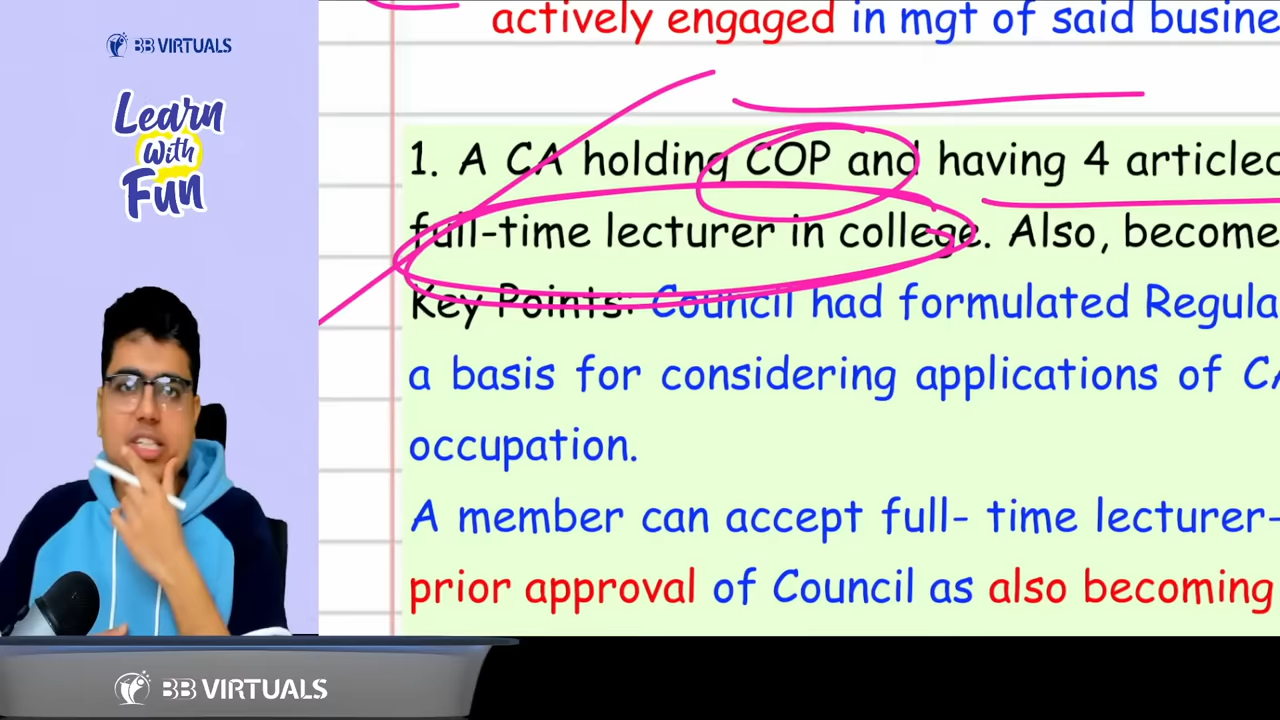 BB VIRTUALS
Learn
With
Fun
actively engaged in mgt of said busine
1. A CA holding COP and having 4 articled
full-time lecturer in college. Also, become
Key Points: Council had formulated Regula
a basis for considering applications of CA
occupation.
A member can accept full- time lecturer-
prior approval of Council as also becoming
BB VIRTUALS